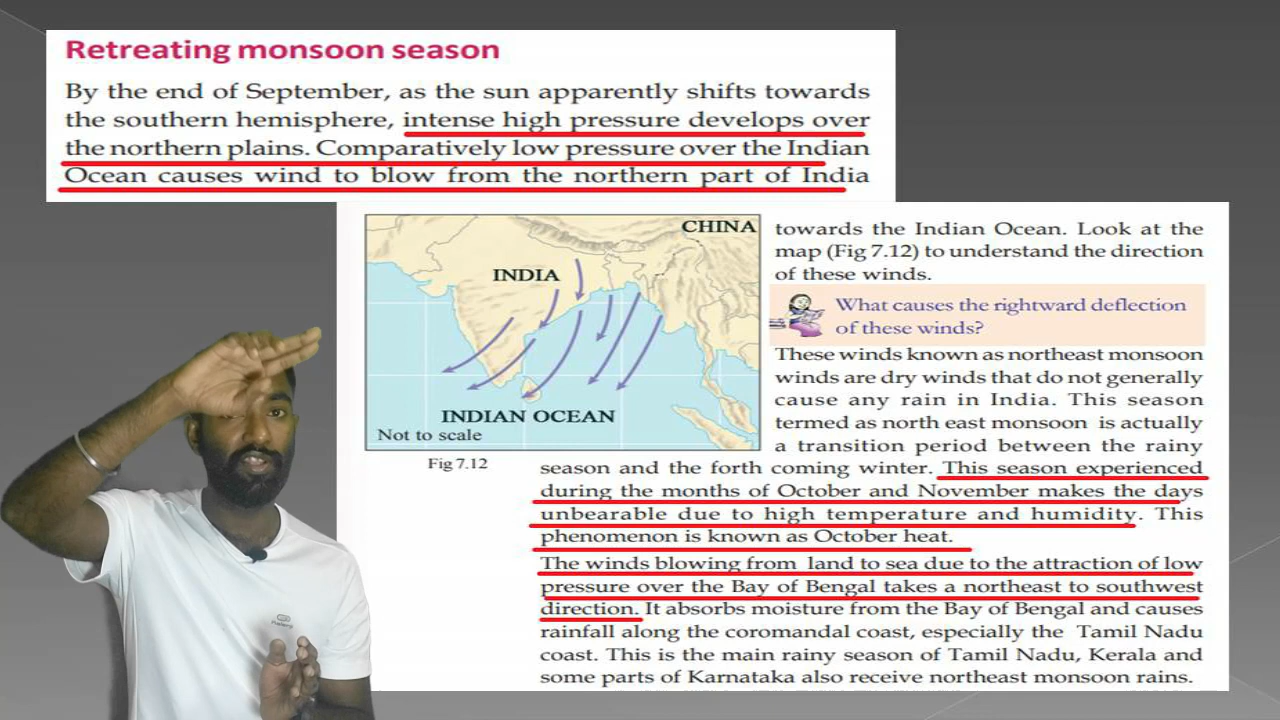 Retreating monsoon season
By the end of September, as the sun apparently shifts towards
the southern hemisphere, intense high pressure develops over
the northern plains. Comparatively low pressure over the Indian
Ocean causes wind to blow from the northern part of India
CHINA
INDIA
INDIAN OCEAN
Not to scale
Fig 7.12
towards the Indian Ocean. Look at the
map (Fig 7.12) to understand the direction
of these winds.
What causes the rightward deflection
of these winds?
These winds known as northeast monsoon
winds are dry winds that do not generally
cause any rain in India. This season
termed as north east monsoon is actually
a transition period between the rainy
season and the forth coming winter. This season experienced
during the months of October and November makes the days
unbearable due to high temperature and humidity. This
phenomenon is known as October heat.
The winds blowing from land to sea due to the attraction of low
pressure over the Bay of Bengal takes a northeast to southwest
direction. It absorbs moisture from the Bay of Bengal and causes
rainfall along the coromandal coast, especially the Tamil Nadu
coast. This is the main rainy season of Tamil Nadu, Kerala and
some parts of Karnataka also receive northeast monsoon rains.